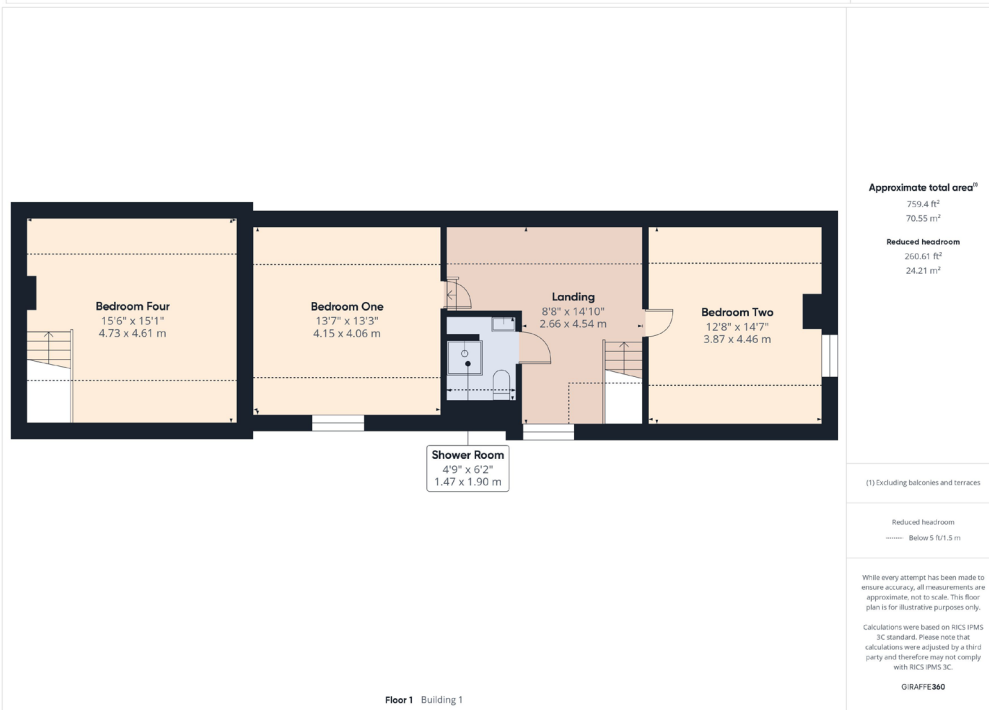 Bedroom Four
15'6" x 15'1"
4.73 x 4.61 m
Bedroom One
13'7" x 13'3"
4.15 x 4.06 m
Landing
8'8" x 14'10"
2.66 x 4.54 m
Bedroom Two
12'8" x 14'7"
3.87 x 4.46 m
Shower Room
4'9" x 6'2"
1.47 x 1.90 m
Approximate total area(1)
759.4 ft²
70.55 m²
Reduced headroom
260.61 ft²
24.21 m²
(1) Excluding balconies and terraces
Reduced headroom
Below 5 ft/1.5 m
While every attempt has been made to
ensure accuracy, all measurements are
approximate, not to scale. This floor
plan is for illustrative purposes only.
Calculations were based on RICS IPMS
3C standard. Please note that
calculations were adjusted by a third
party and therefore may not comply
with RICS IPMS 3C.
GIRAFFE360
Floor 1 Building 1